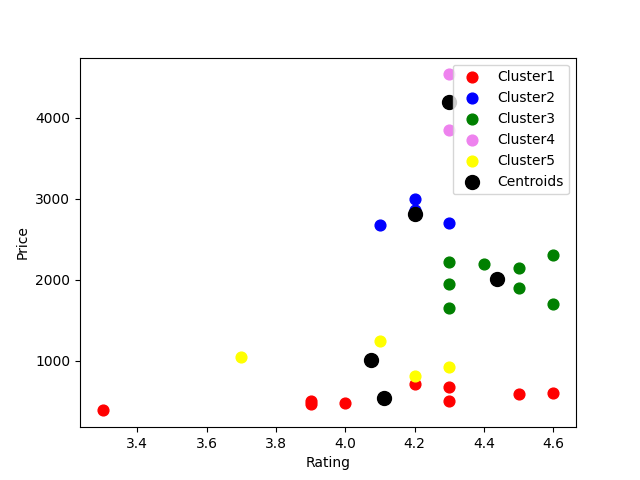 4000
3000
2000
1000
Price
3.4 3.6 3.8 4.0 4.2 4.4 4.6
Rating
Cluster1
Cluster2
Cluster3
Cluster4
Cluster5
Centroids